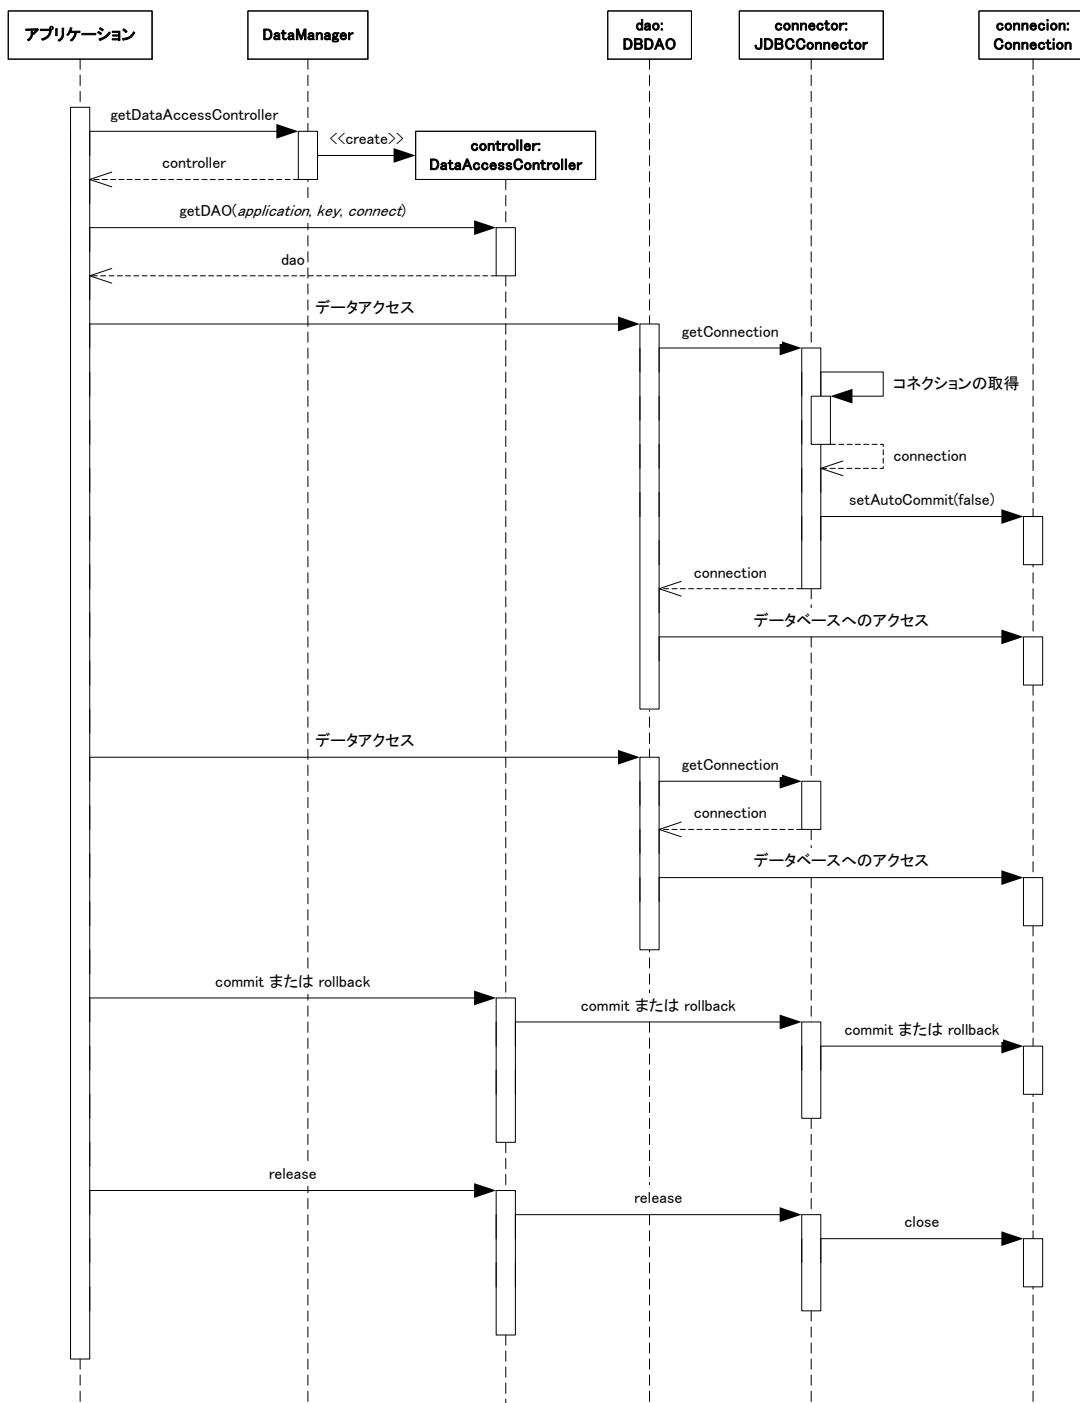 アプリケーション
DataManager
dao:
DBDAO
connector:
JDBCConnector
connecion:
Connection
getDataAccessController
<<create>>
controller:
DataAccessController
controller
getDAO(application, key, connect)
dao
データアクセス
getConnection
コネクションの取得
connection
setAutoCommit(false)
connection
データベースへのアクセス
データアクセス
getConnection
connection
データベースへのアクセス
commit または rollback
commit または rollback
commit または rollback
release
release
close